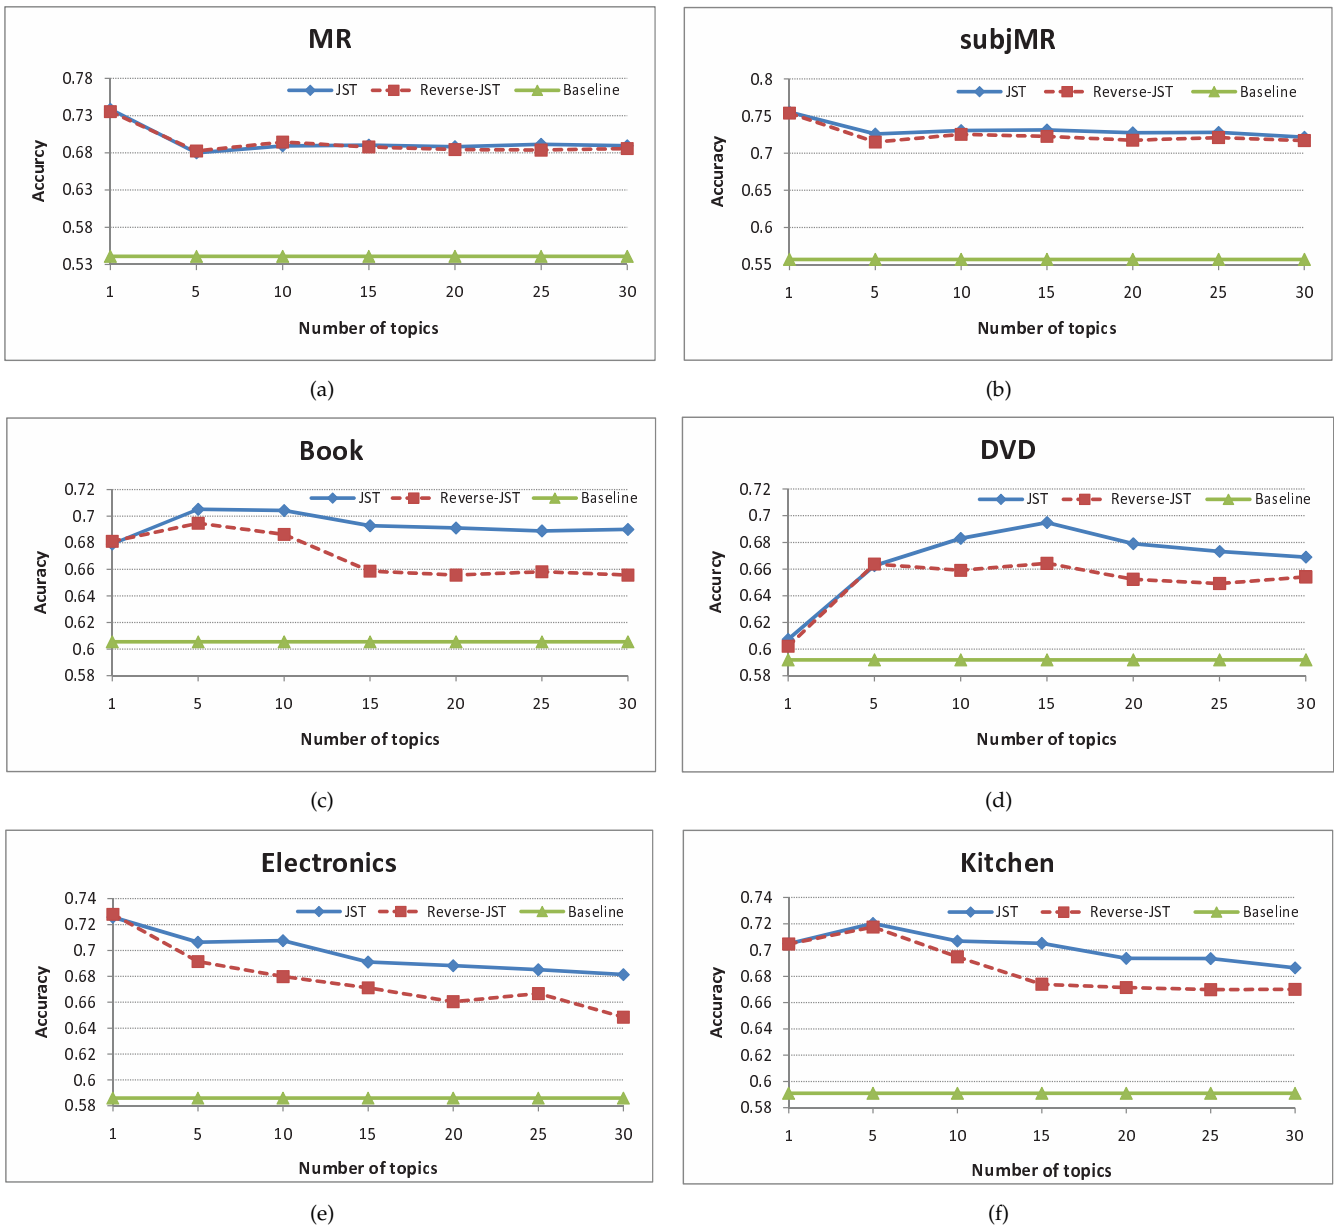 MR
JST Reverse-JST Baseline
0.78
0.73
0.68
0.63
0.58
0.53
Accurcy
1 5 10 15 20 25 30
Number of topics
(a)
subjMR
JST Reverse-JST Baseline
0.8
0.75
0.7
0.65
0.6
0.55
Accuracy
1 5 10 15 20 25 30
Number of topics
(b)
Book
JST Reverse-JST Baseline
0.72
0.7
0.68
0.66
0.64
0.62
0.6
0.58
Acuracy
1 5 10 15 20 25 30
Number of topics
(c)
DVD
JST Reverse-JST Baseline
0.72
0.7
0.68
0.66
0.64
0.62
0.6
0.58
Accurcy
1 5 10 15 20 25 30
Number of topics
(d)
Electronics
JST Reverse-JST Baseline
0.74
0.72
0.7
0.68
0.66
0.64
0.62
0.6
0.58
Accuracy
1 5 10 15 20 25 30
Number of topics
(e)
Kitchen
JST Reverse-JST Baseline
0.74
0.72
0.7
0.68
0.66
0.64
0.62
0.6
0.58
Accuracy
1 5 10 15 20 25 30
Number of topics
(f)